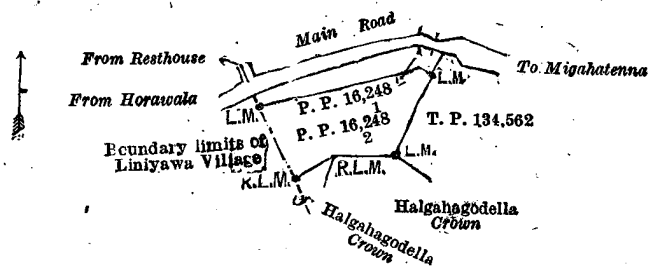 Main Road
From Resthouse
To Migahatenna
From Horawala
L.M.
L.M.
P. P. 16,248
1
P. P. 16,248
2
T. P. 134,562
Boundary limits of
Liniyawa Village
L.M.
R.L.M.
R.L.M.
Halgahagodella
Crown
Halgahagodella
Crown